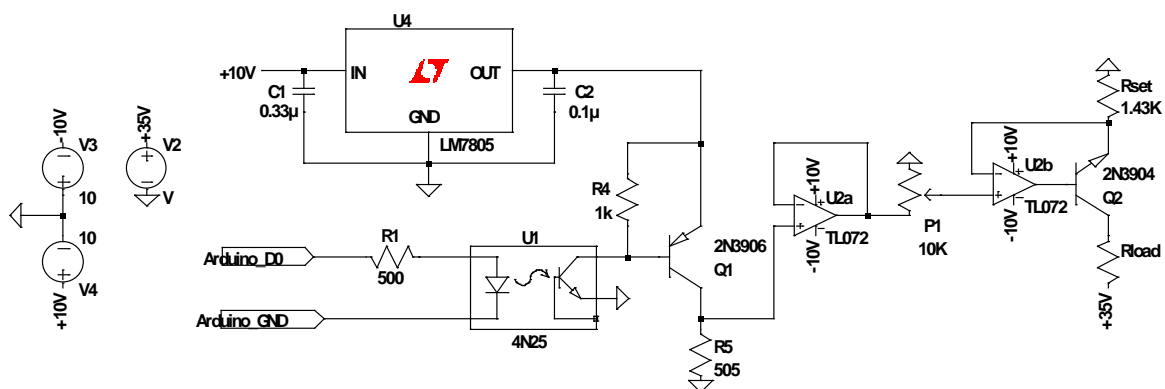 U4
+10V
IN
OUT
GND
LM7805
C1
0.33µ
C2
0.1µ
-10V
V3
10
+35V
V2
V
10
V4
+10V
R4
1k
Arduino_D0
R1
500
U1
4N25
Arduino_GND
2N3906
Q1
R5
505
+10V
U2a
TL072
-10V
P1
10K
+10V
U2b
TL072
-10V
Rset
1.43K
2N3904
Q2
Rload
+35V